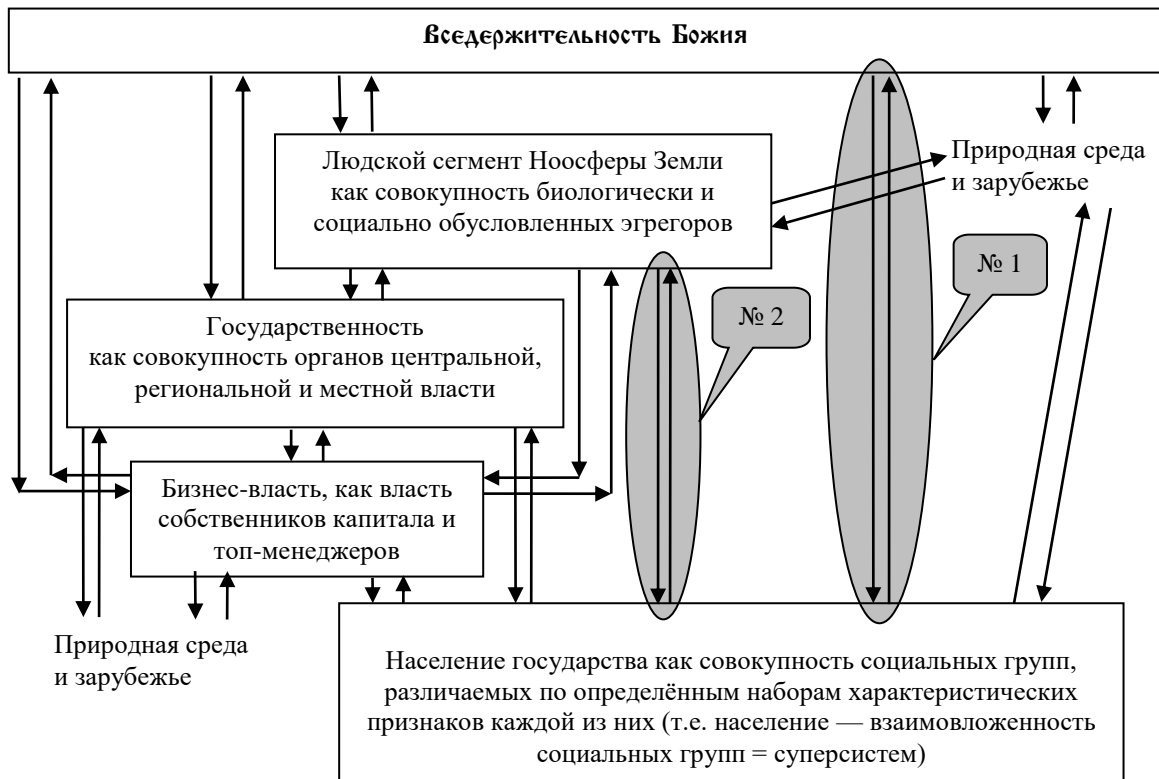 Вседержительность Божия
Людской сегмент Ноосферы Земли
как совокупность биологически и
социально обусловленных эгрегоров
Природная среда
и зарубежье
№ 1
№ 2
Государственность
как совокупность органов центральной,
региональной и местной власти
Бизнес-власть, как власть
собственников капитала и
топ-менеджеров
Природная среда
и зарубежье
Население государства как совокупность социальных групп,
различаемых по определённым наборам характеристических
признаков каждой из них (т.е. население — взаимовложенность
социальных групп = суперсистем)